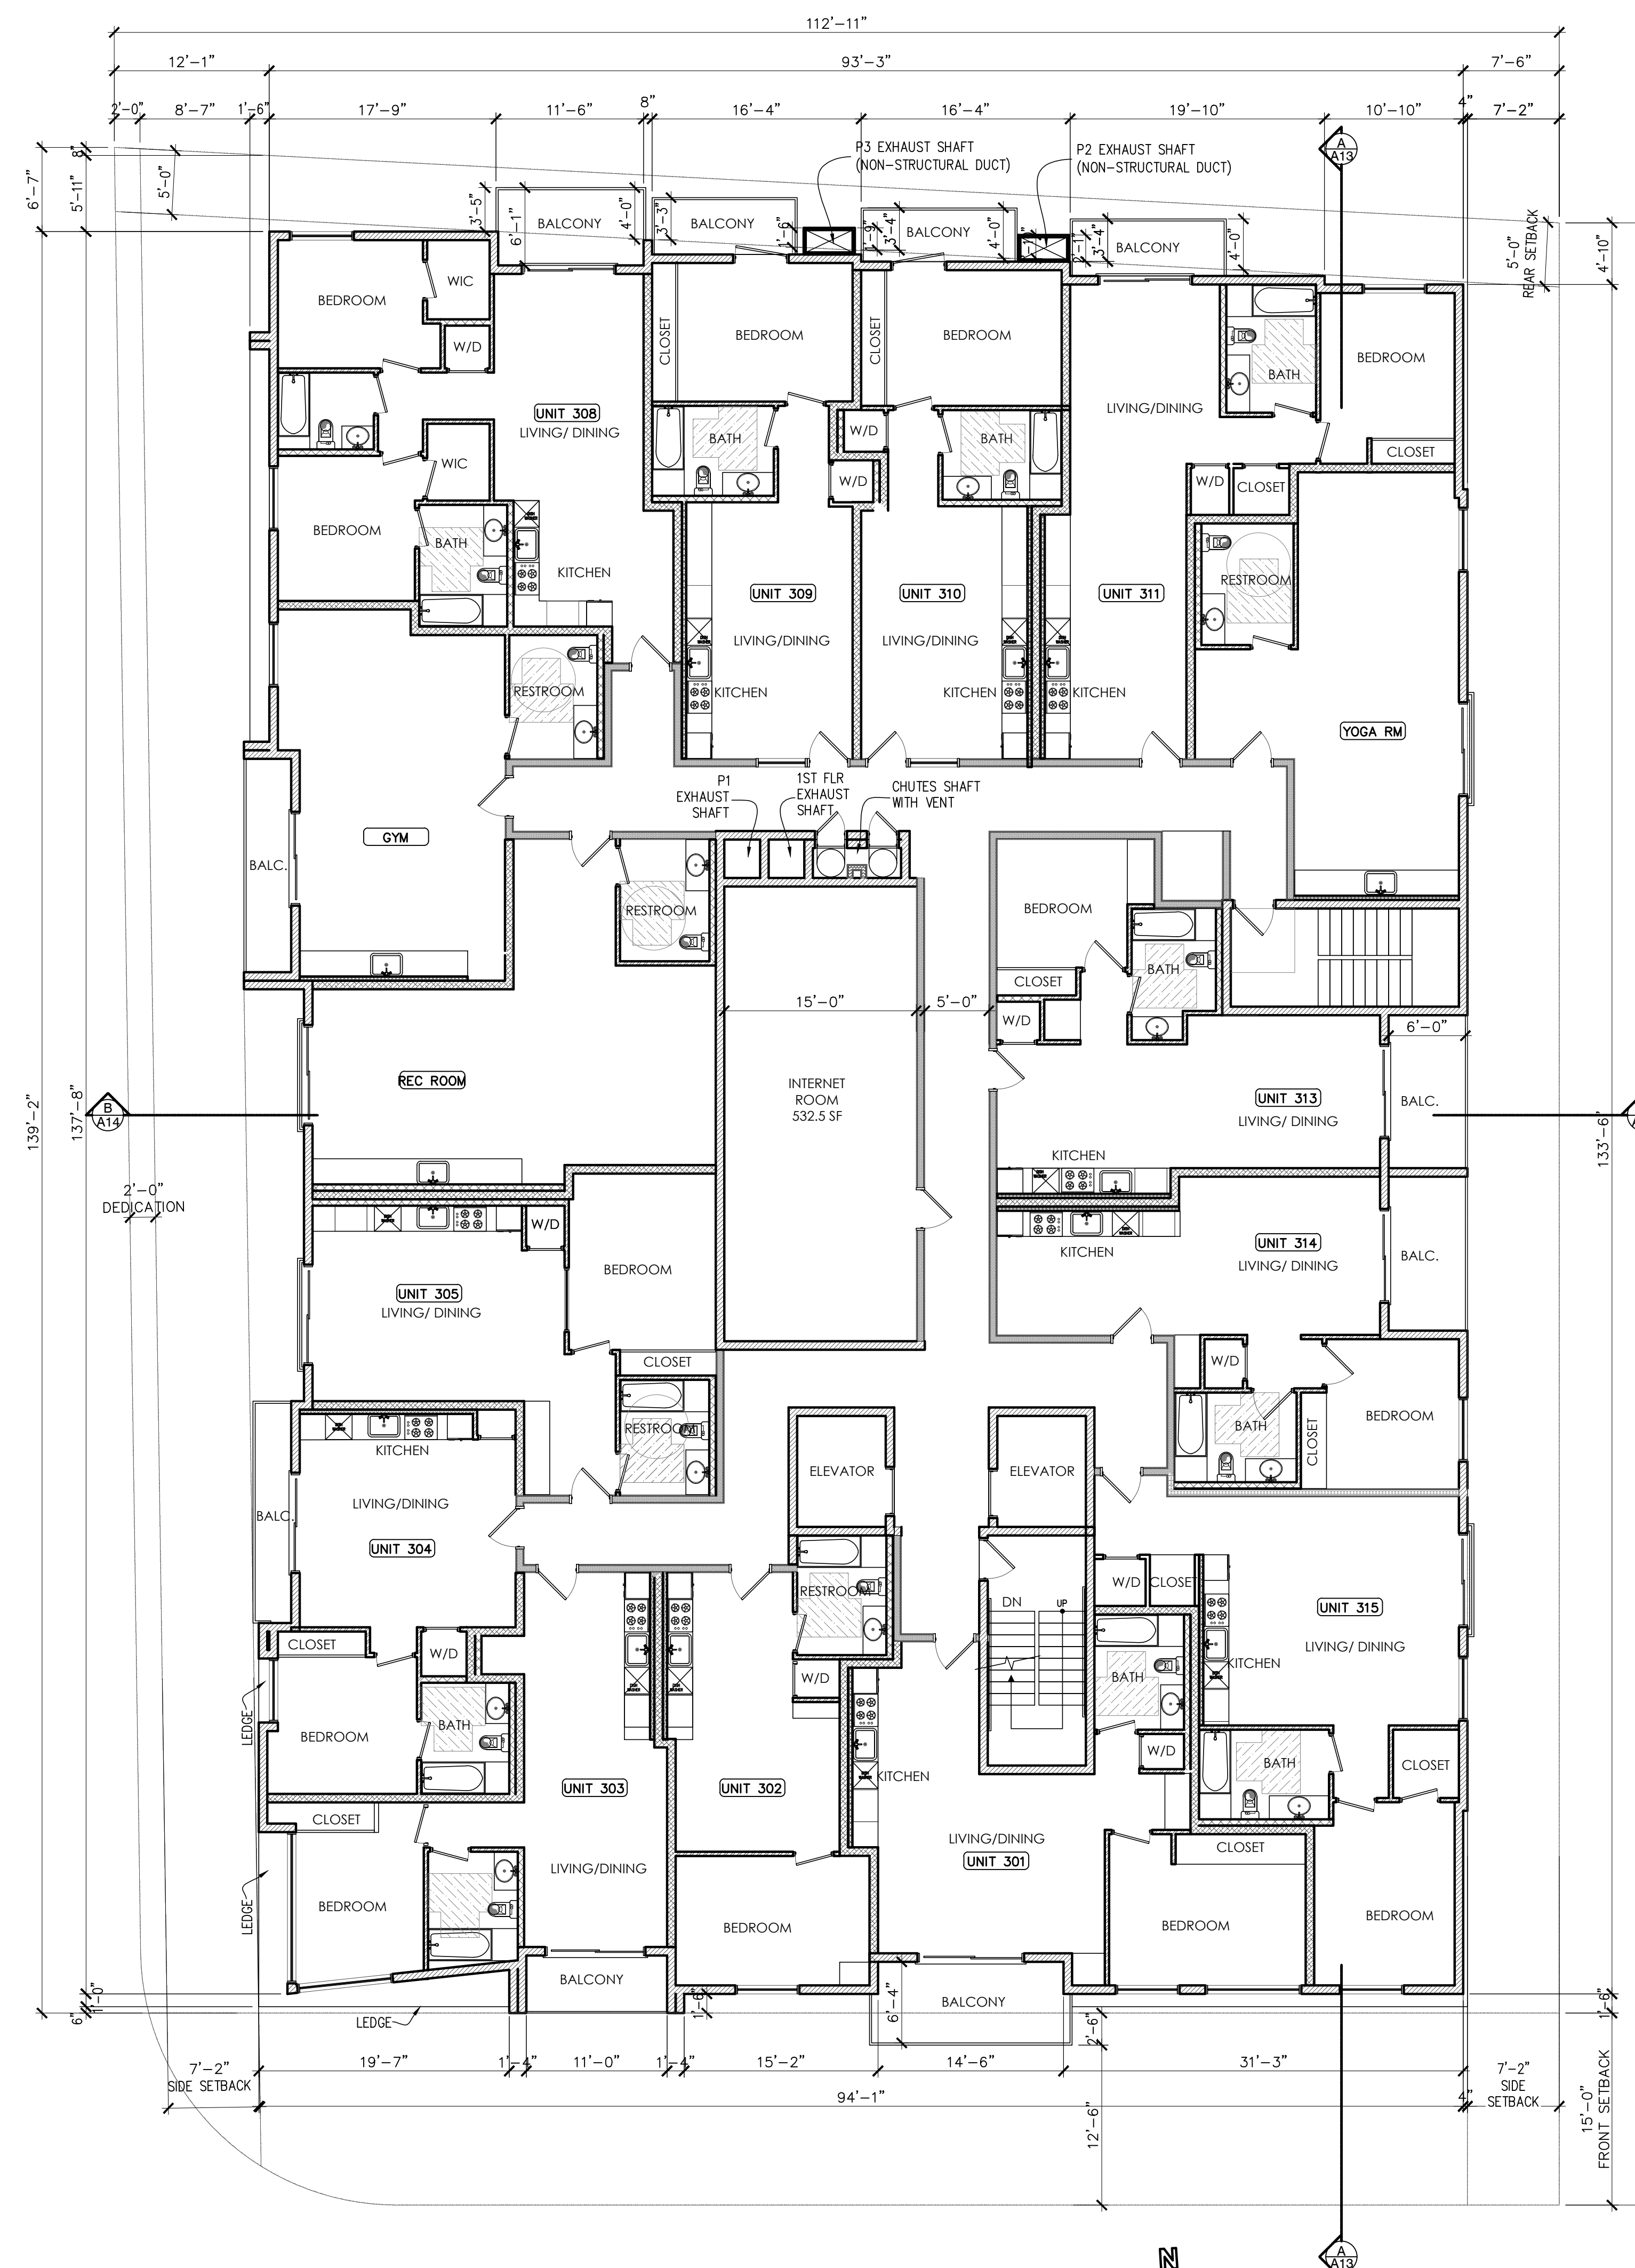 112'-11"
12'-1"
93'-3"
7'-6"
2'-0"
8'-7"
1'-6"
17'-9"
11'-6"
8"
16'-4"
16'-4"
19'-10"
10'-10"
4"
7'-2"
P3 EXHAUST SHAFT
(NON-STRUCTURAL DUCT)
P2 EXHAUST SHAFT
(NON-STRUCTURAL DUCT)
A
A13
6'-7"
8"
5'-11"
5'-0"
3'-5"
6'-1"
BALCONY
4'-0"
3'-3"
BALCONY
1'-6"
3'-4"
BALCONY
4'-0"
3'-4"
BALCONY
4'-0"
5'-0"
REAR SETBACK
4'-10"
BEDROOM
WIC
W/D
UNIT 308
LIVING/ DINING
CLOSET
BEDROOM
CLOSET
BEDROOM
LIVING/DINING
BATH
BEDROOM
CLOSET
WIC
BEDROOM
BATH
KITCHEN
BATH
W/D
W/D
BATH
W/D
CLOSET
RESTROOM
UNIT 309
LIVING/DINING
KITCHEN
UNIT 310
LIVING/DINING
KITCHEN
UNIT 311
KITCHEN
RESTROOM
YOGA RM
P1
EXHAUST
SHAFT
1ST FLR
EXHAUST
SHAFT
CHUTES SHAFT
WITH VENT
GYM
BALC.
RESTROOM
BEDROOM
CLOSET
W/D
BATH
15'-0"
5'-0"
6'-0"
REC ROOM
INTERNET
ROOM
532.5 SF
UNIT 313
LIVING/ DINING
KITCHEN
BALC.
B
A14
139'-2"
137'-8"
133'-6"
2'-0"
DEDICATION
W/D
BEDROOM
UNIT 305
LIVING/ DINING
CLOSET
RESTROOM
KITCHEN
UNIT 314
LIVING/ DINING
BALC.
W/D
BATH
CLOSET
BEDROOM
KITCHEN
LIVING/DINING
BALC.
UNIT 304
ELEVATOR
ELEVATOR
RESTROOM
W/D
DN
UP
W/D
CLOSET
UNIT 315
LIVING/ DINING
KITCHEN
BATH
W/D
BATH
CLOSET
CLOSET
W/D
LEDGE
BEDROOM
BATH
UNIT 303
UNIT 302
KITCHEN
CLOSET
LIVING/DINING
LIVING/DINING
UNIT 301
CLOSET
LEDGE
BEDROOM
BEDROOM
BEDROOM
BEDROOM
BALCONY
BALCONY
6'-4"
1'-6"
LEDGE
1'-0"
6"
2'-6"
1'-6"
7'-2"
SIDE SETBACK
19'-7"
1'-4"
11'-0"
1'-4"
15'-2"
14'-6"
31'-3"
7'-2"
SIDE
SETBACK
94'-1"
4"
12'-6"
15'-0"
FRONT SETBACK
N
A
A13